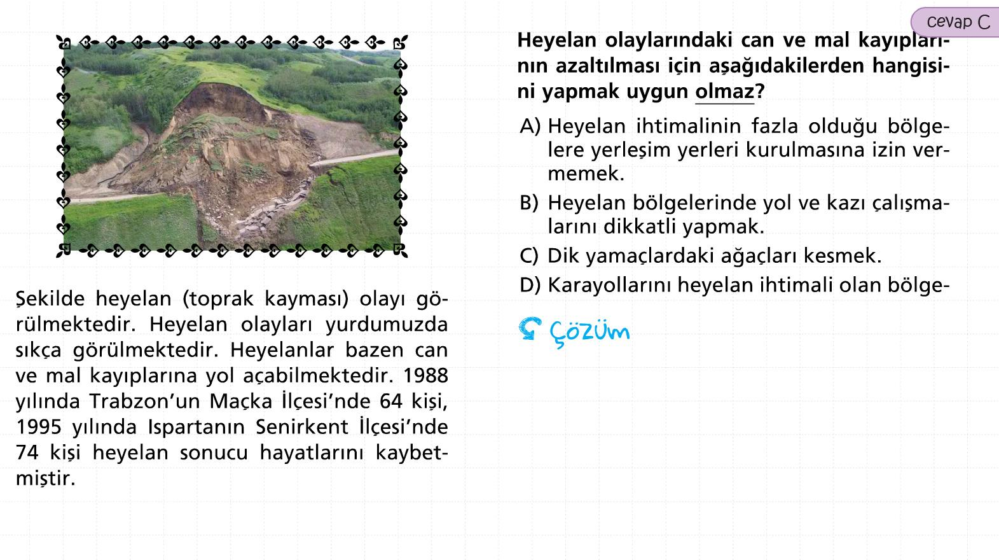 Şekilde heyelan (toprak kayması) olayı gö-
rülmektedir. Heyelan olayları yurdumuzda
sıkça görülmektedir. Heyelanlar bazen can
ve mal kayıplarına yol açabilmektedir. 1988
yılında Trabzon’un Maçka İlçesi’nde 64 kişi,
1995 yılında Ispartanın Senirkent İlçesi’nde
74 kişi heyelan sonucu hayatlarını kaybet-
miştir.
cevap C
Heyelan olaylarındaki can ve mal kayıpları-
nın azaltılması için aşağıdakilerden hangisi-
ni yapmak uygun olmaz?
A) Heyelan ihtimalinin fazla olduğu bölge-
lere yerleşim yerleri kurulmasına izin ver-
memek.
B) Heyelan bölgelerinde yol ve kazı çalışma-
larını dikkatli yapmak.
C) Dik yamaçlardaki ağaçları kesmek.
D) Karayollarını heyelan ihtimali olan bölge-
Çözüm